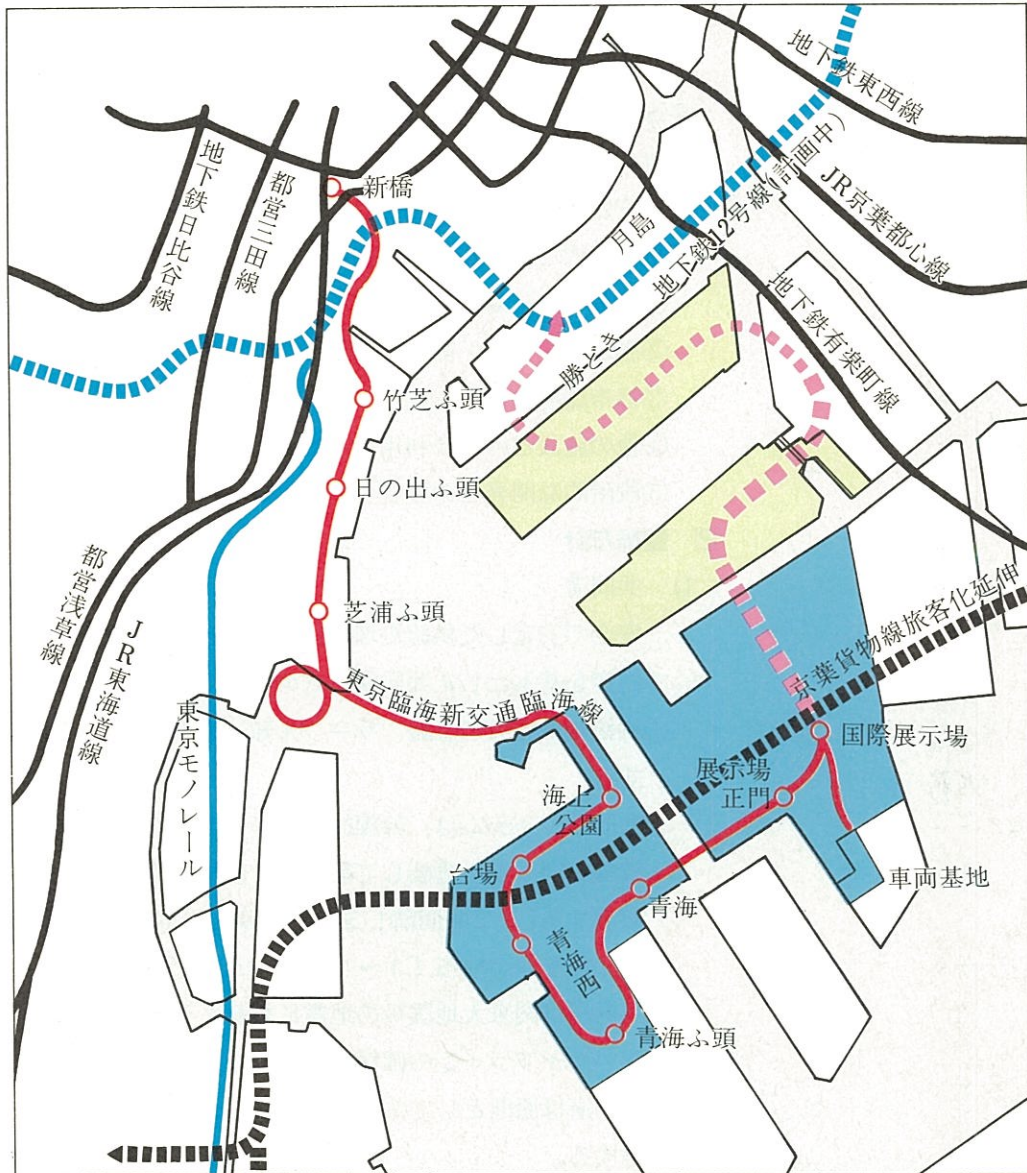 地下鉄東西線
JR京葉都心線
地下鉄12号線(計画中)
地下鉄有楽町線
地下鉄日比谷線
都営三田線
新橋
月島
勝どき
竹芝ふ頭
日の出ふ頭
芝浦ふ頭
都営浅草線
JR東海道線
東京モノレール
東京臨海新交通臨海線
京葉貨物線旅客化延伸
国際展示場
展示場
正門
海上
公園
台場
車両基地
青海
青海西
青海ふ頭